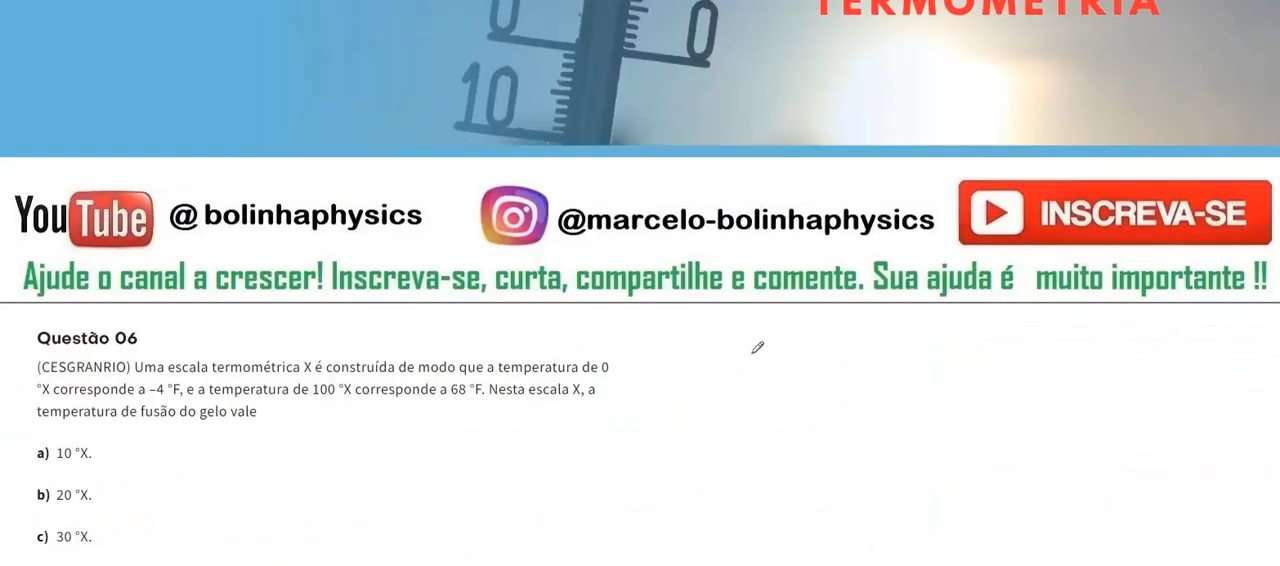 TERMOMETRIA
0
0
10
YouTube @bolinhaphysics @marcelo-bolinhaphysics INSCREVA-SE
Ajude o canal a crescer! Inscreva-se, curta, compartilhe e comente. Sua ajuda é muito importante !!
Questão 06
(CESGRANRIO) Uma escala termométrica X é construída de modo que a temperatura de 0
°X corresponde a –4 °F, e a temperatura de 100 °X corresponde a 68 °F. Nesta escala X, a
temperatura de fusão do gelo vale
a) 10 °X.
b) 20 °X.
c) 30 °X.